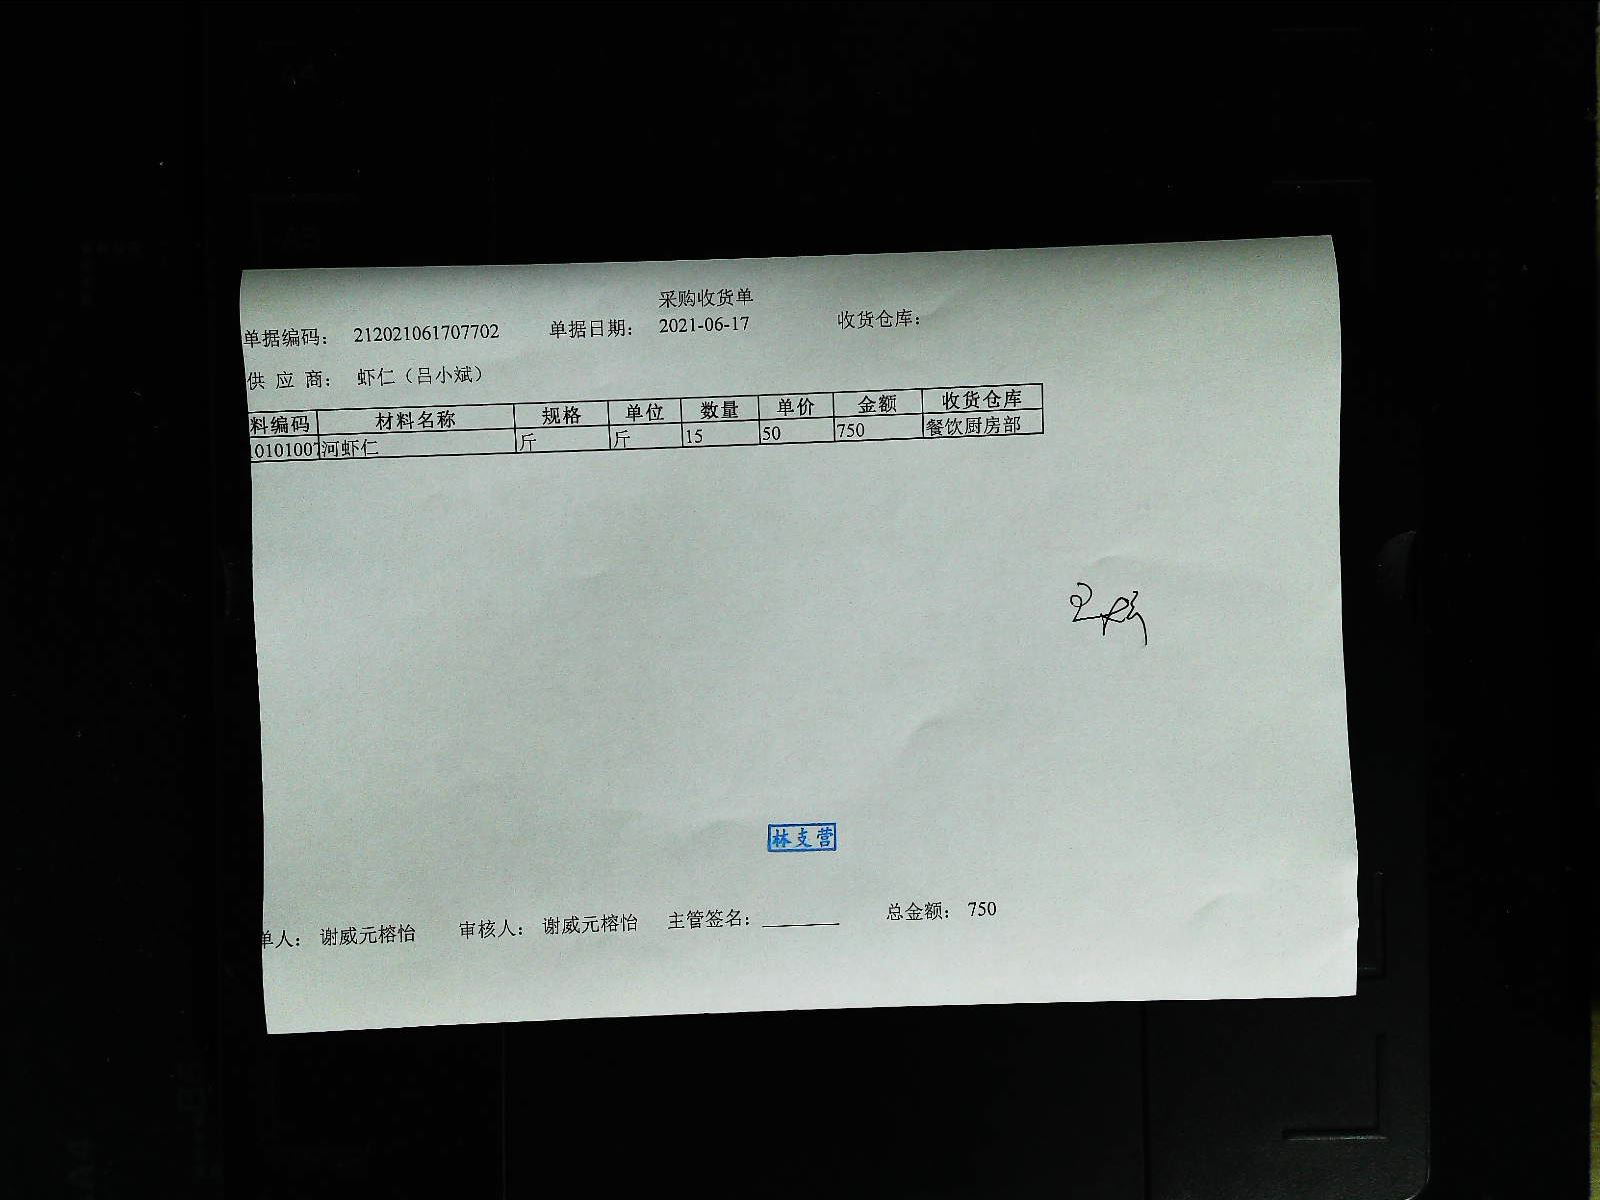 采购收货单
单据编码： 212021061707702 单据日期： 2021-06-17 收货仓库：
供 应 商： 虾仁（吕小斌）
料编码 材料名称 规格 单位 数量 单价 金额 收货仓库
0101007 河虾仁 斤 斤 15 50 750 餐饮厨房部
林支营
单人： 谢威元榕怡 审核人： 谢威元榕怡 主管签名： 总金额： 750